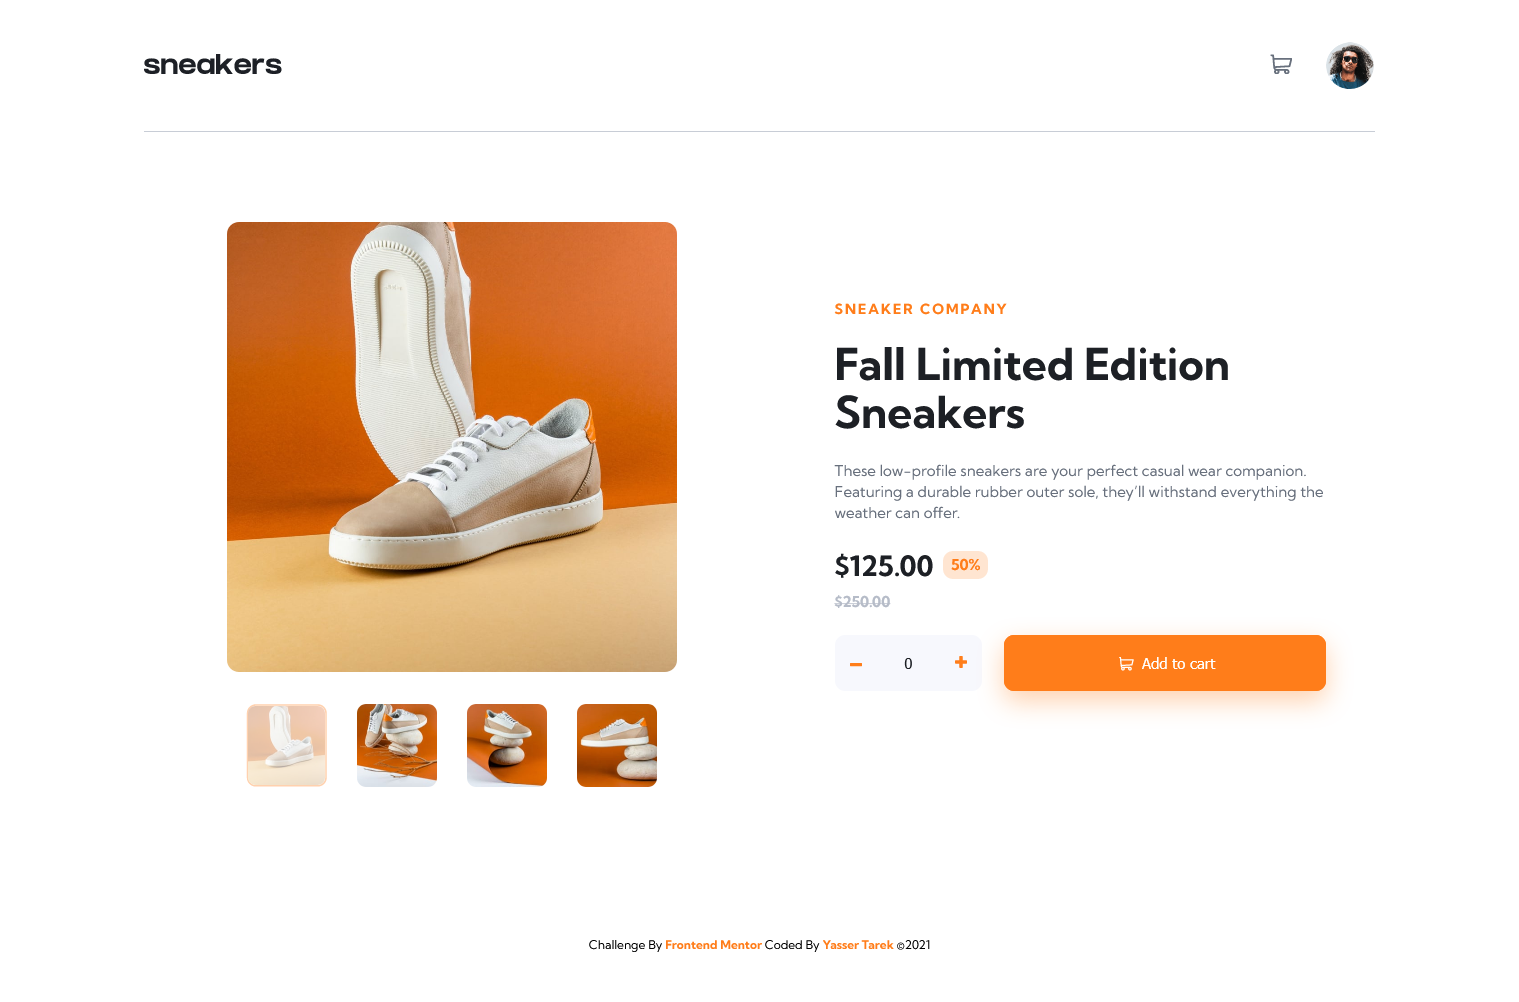 sneakers
SNEAKER COMPANY
Fall Limited Edition
Sneakers
These low-profile sneakers are your perfect casual wear companion.
Featuring a durable rubber outer sole, they’ll withstand everything the
weather can offer.
$125.00 50%
$250.00
0
Add to cart
Challenge By Frontend Mentor Coded By Yasser Tarek ©2021